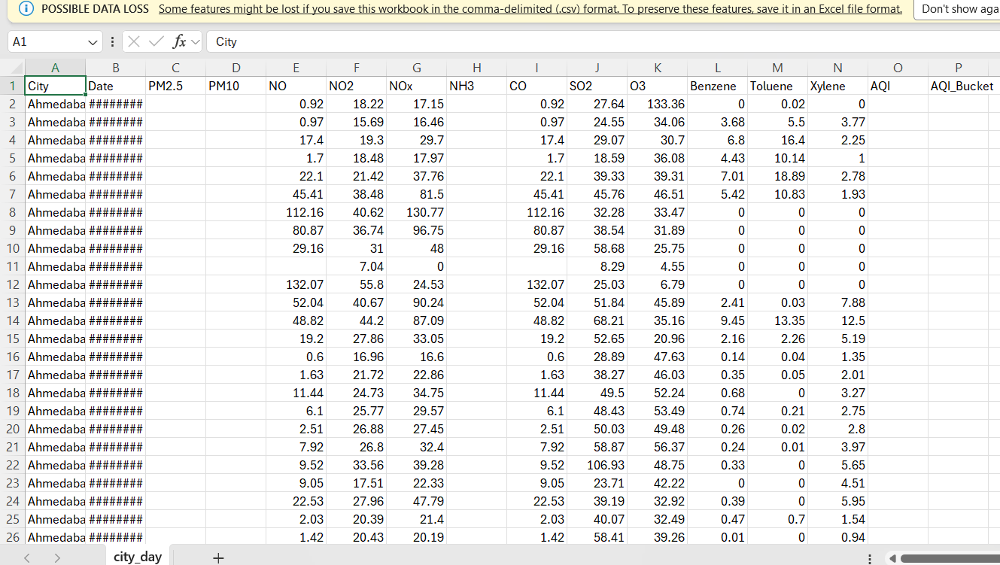 POSSIBLE DATA LOSS Some features might be lost if you save this workbook in the comma-delimited (.csv) format. To preserve these features, save it in an Excel file format. Don't show aga
A1 fx City
A B C D E F G H I J K L M N O P
1 City Date PM2.5 PM10 NO NO2 NOx NH3 CO SO2 O3 Benzene Toluene Xylene AQI AQI_Bucket
2 Ahmedaba ######## 0.92 18.22 17.15 0.92 27.64 133.36 0 0.02 0
3 Ahmedaba ######## 0.97 15.69 16.46 0.97 24.55 34.06 3.68 5.5 3.77
4 Ahmedaba ######## 17.4 19.3 29.7 17.4 29.07 30.7 6.8 16.4 2.25
5 Ahmedaba ######## 1.7 18.48 17.97 1.7 18.59 36.08 4.43 10.14 1
6 Ahmedaba ######## 22.1 21.42 37.76 22.1 39.33 39.31 7.01 18.89 2.78
7 Ahmedaba ######## 45.41 38.48 81.5 45.41 45.76 46.51 5.42 10.83 1.93
8 Ahmedaba ######## 112.16 40.62 130.77 112.16 32.28 33.47 0 0 0
9 Ahmedaba ######## 80.87 36.74 96.75 80.87 38.54 31.89 0 0 0
10 Ahmedaba ######## 29.16 31 48 29.16 58.68 25.75 0 0 0
11 Ahmedaba ######## 7.04 0 8.29 4.55 0 0 0
12 Ahmedaba ######## 132.07 55.8 24.53 132.07 25.03 6.79 0 0 0
13 Ahmedaba ######## 52.04 40.67 90.24 52.04 51.84 45.89 2.41 0.03 7.88
14 Ahmedaba ######## 48.82 44.2 87.09 48.82 68.21 35.16 9.45 13.35 12.5
15 Ahmedaba ######## 19.2 27.86 33.05 19.2 52.65 20.96 2.16 2.26 5.19
16 Ahmedaba ######## 0.6 16.96 16.6 0.6 28.89 47.63 0.14 0.04 1.35
17 Ahmedaba ######## 1.63 21.72 22.86 1.63 38.27 46.03 0.35 0.05 2.01
18 Ahmedaba ######## 11.44 24.73 34.75 11.44 49.5 52.24 0.68 0 3.27
19 Ahmedaba ######## 6.1 25.77 29.57 6.1 48.43 53.49 0.74 0.21 2.75
20 Ahmedaba ######## 2.51 26.88 27.45 2.51 50.03 49.48 0.26 0.02 2.8
21 Ahmedaba ######## 7.92 26.8 32.4 7.92 58.87 56.37 0.24 0.01 3.97
22 Ahmedaba ######## 9.52 33.56 39.28 9.52 106.93 48.75 0.33 0 5.65
23 Ahmedaba ######## 9.05 17.51 22.33 9.05 23.71 42.22 0 0 4.51
24 Ahmedaba ######## 22.53 27.96 47.79 22.53 39.19 32.92 0.39 0 5.95
25 Ahmedaba ######## 2.03 20.39 21.4 2.03 40.07 32.49 0.47 0.7 1.54
26 Ahmedaba ######## 1.42 20.43 20.19 1.42 58.41 39.26 0.01 0 0.94
city_day